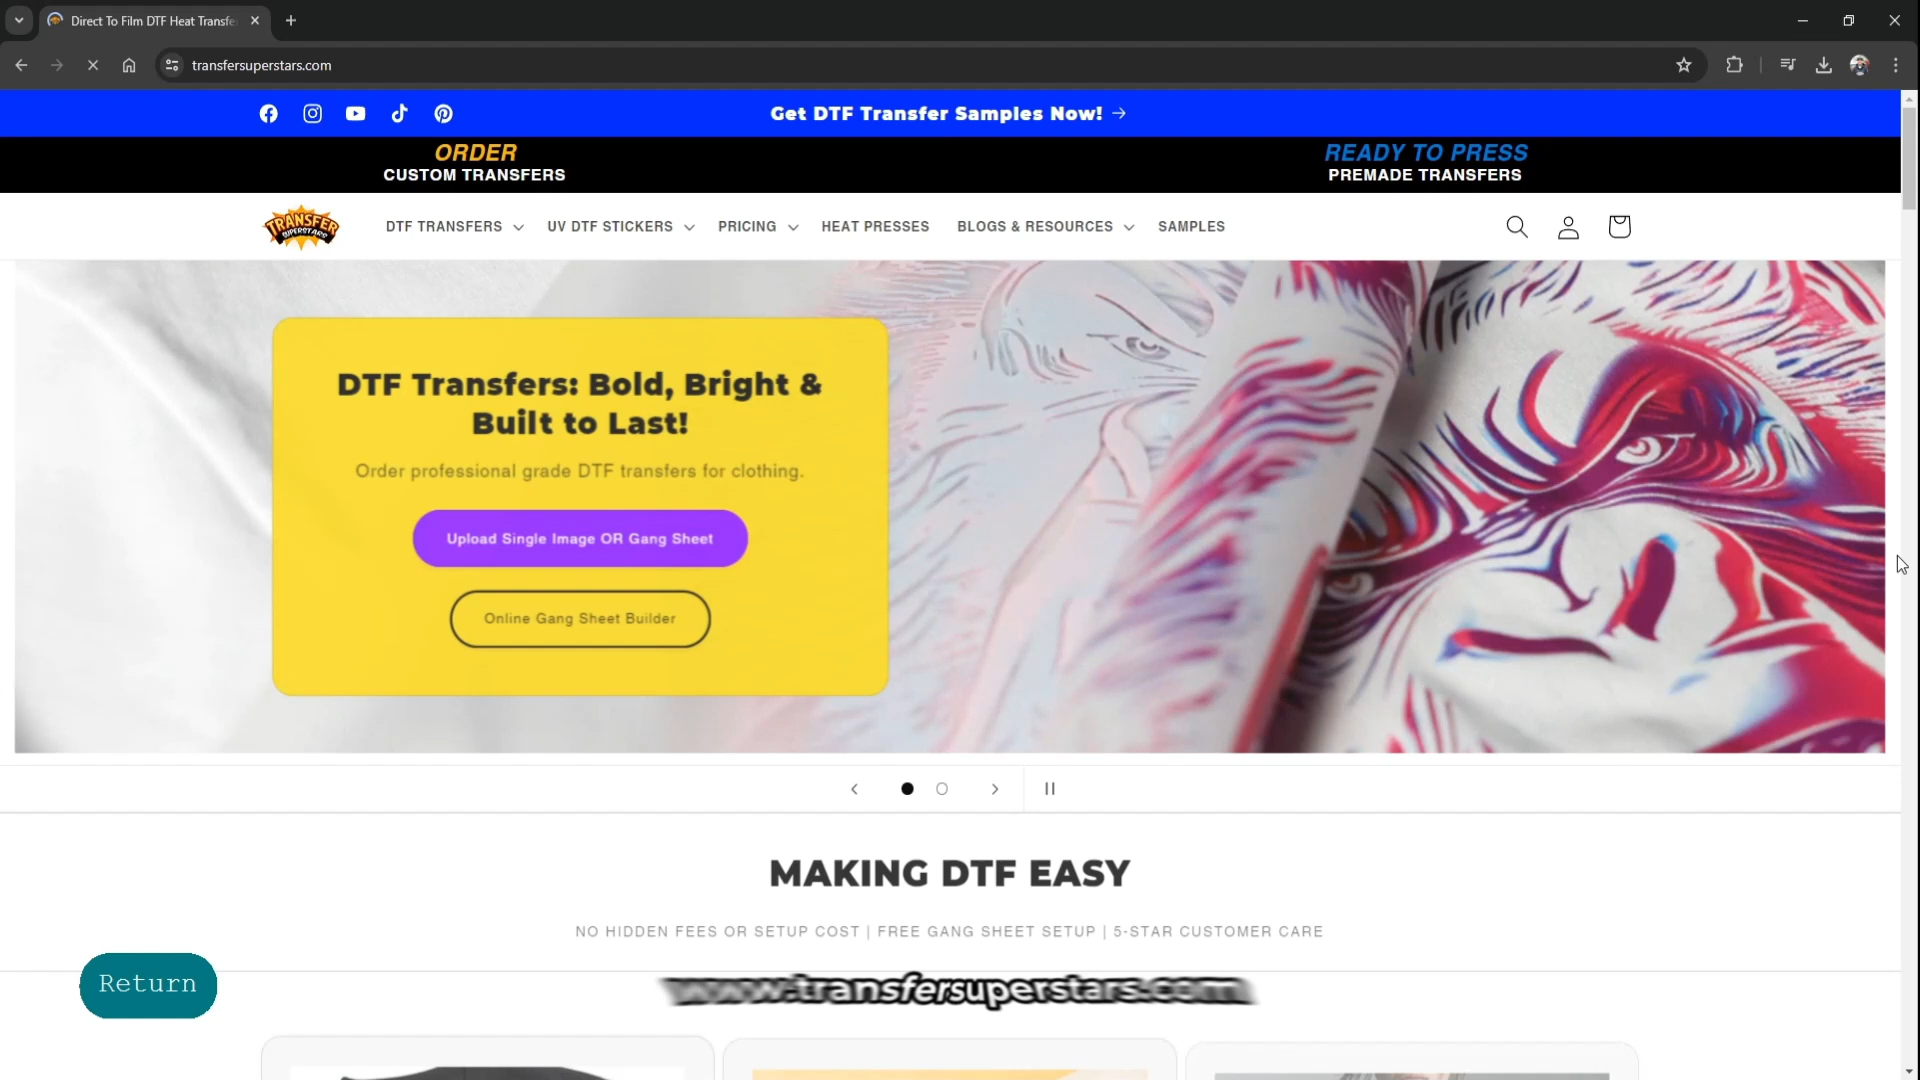 Direct To Film DTF Heat Transfe
transfersuperstars.com
Get DTF Transfer Samples Now! →
ORDER
CUSTOM TRANSFERS
READY TO PRESS
PREMADE TRANSFERS
TRANSFER
SUPERSTARS
DTF TRANSFERS
UV DTF STICKERS
PRICING
HEAT PRESSES
BLOGS & RESOURCES
SAMPLES
DTF Transfers: Bold, Bright &
Built to Last!
Order professional grade DTF transfers for clothing.
Upload Single Image OR Gang Sheet
Online Gang Sheet Builder
MAKING DTF EASY
NO HIDDEN FEES OR SETUP COST | FREE GANG SHEET SETUP | 5-STAR CUSTOMER CARE
Return
www.transfersuperstars.com